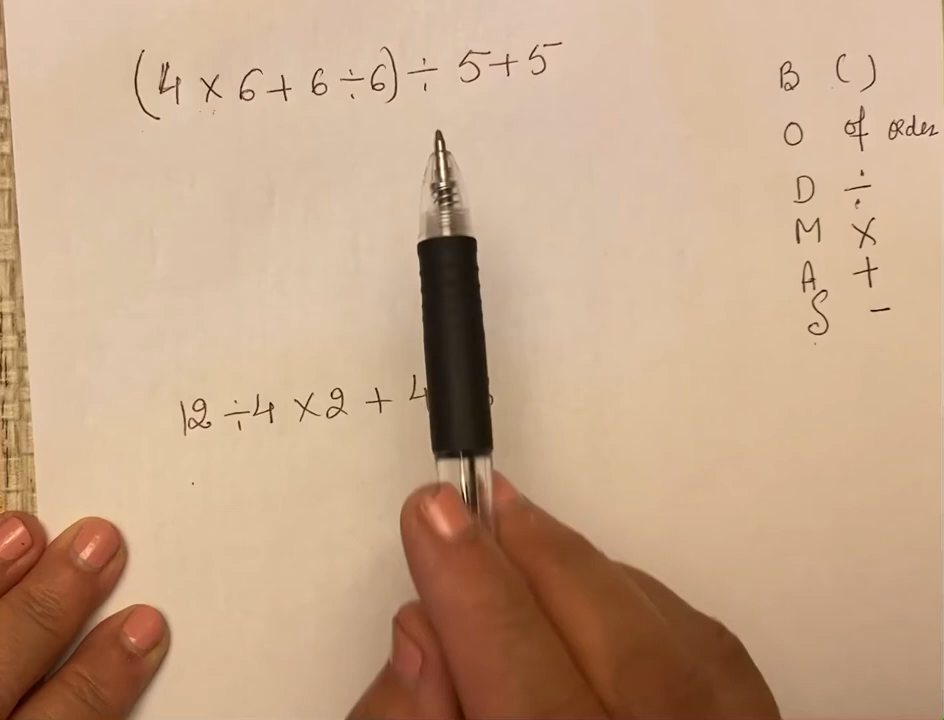 (4 × 6 + 6 ÷ 6) ÷ 5 + 5
12 ÷ 4 × 2 + 4
B ( )
O of order
D ÷
M ×
A +
S -